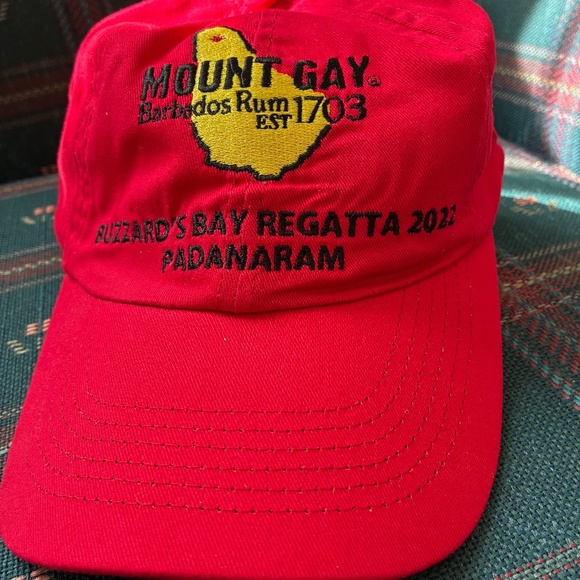 MOUNT GAY®
Barbados Rum 1703
EST
BUZZARD'S BAY REGATTA 2022
PADANARAM